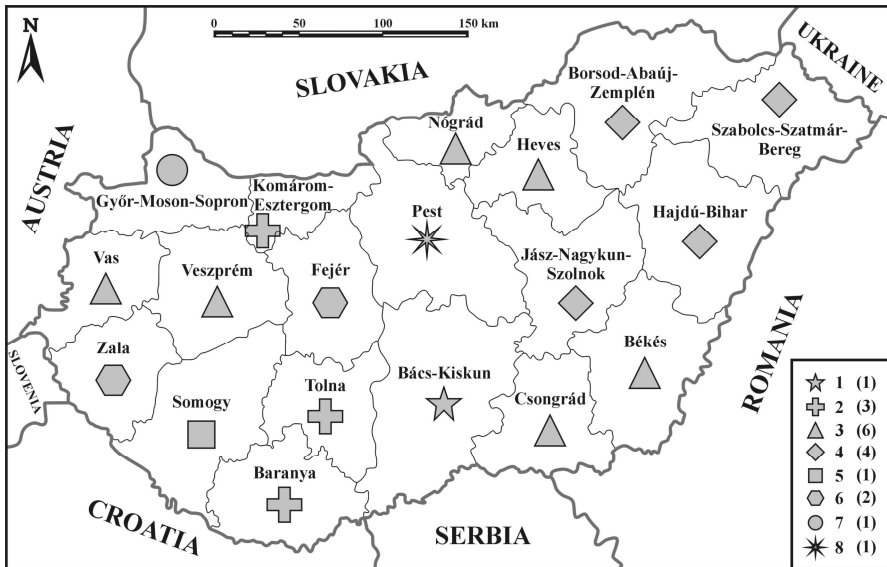 N
0 50 100 150 km
SLOVAKIA
UKRAINE
AUSTRIA
Borsod-Abaúj-
Zemplén
Szabolcs-Szatmár-
Bereg
Nógrád
Heves
Győr-Moson-Sopron
Komárom-
Esztergom
Pest
Hajdú-Bihar
Jász-Nagykun-
Szolnok
Vas
Veszprém
Fejér
SLOVENIA
Zala
Somogy
Tolna
Bács-Kiskun
Békés
Csongrád
Baranya
ROMANIA
CROATIA
SERBIA
1 (1)
2 (3)
3 (6)
4 (4)
5 (1)
6 (2)
7 (1)
8 (1)